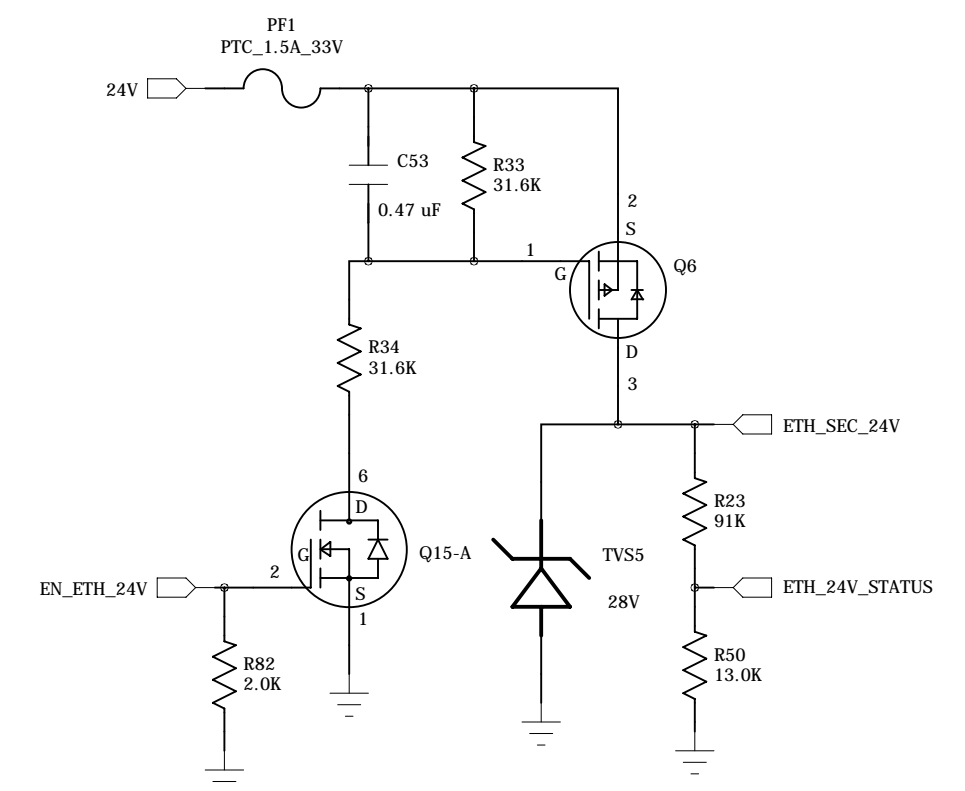 PF1
PTC_1.5A_33V
24V
C53
0.47 uF
R33
31.6K
2
S
1
G
Q6
D
3
R34
31.6K
ETH_SEC_24V
6
D
G
Q15-A
2
S
1
EN_ETH_24V
R82
2.0K
TVS5
28V
R23
91K
ETH_24V_STATUS
R50
13.0K